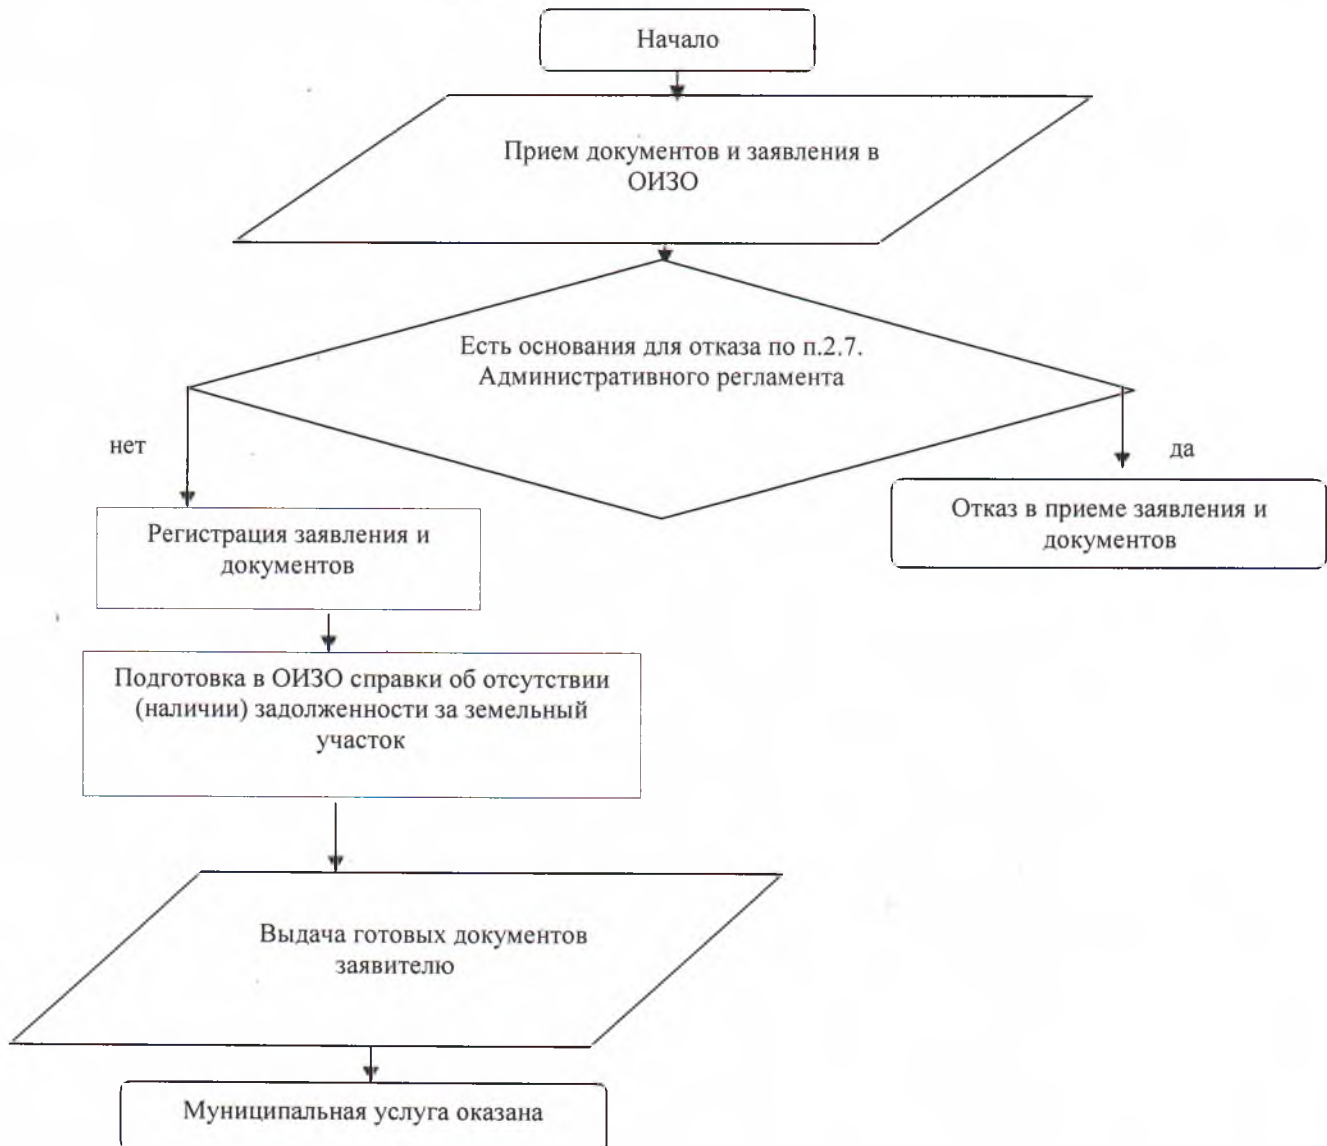 Начало
Прием документов и заявления в
ОИЗО
Есть основания для отказа по п.2.7.
Административного регламента
нет
да
Отказ в приеме заявления и
документов
Регистрация заявления и
документов
Подготовка в ОИЗО справки об отсутствии
(наличии) задолженности за земельный
участок
Выдача готовых документов
заявителю
Муниципальная услуга оказана